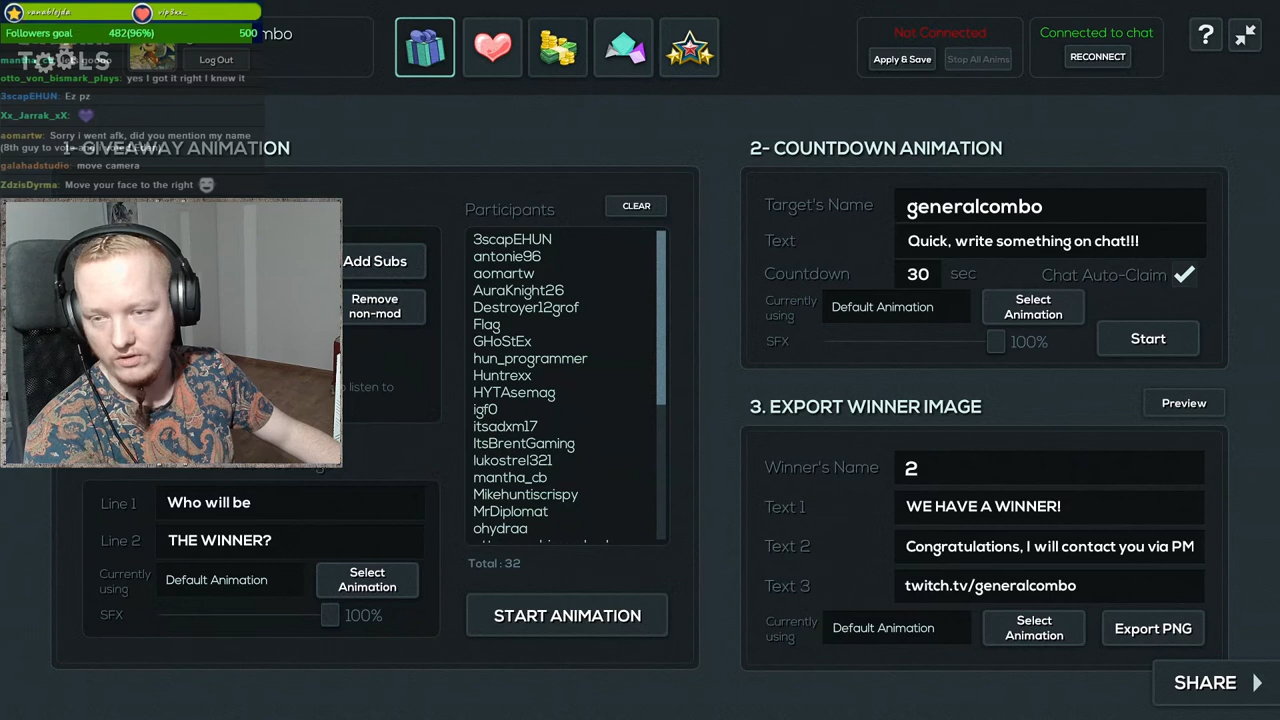 vanablejda
vip3xx_
Followers goal
482(96%)
500
mbo
TOOLS
Log Out
otto_von_bismark_plays: yes I got it right I knew it
3scapEHUN: Ez pz
Xx_Jarrak_xX:
aomartw: Sorry i went afk, did you mention my name
galahadstudio: move camera
ZdzisDyrma: Move your face to the right
Not Connected
Apply & Save
Stop All Anims
Connected to chat
RECONNECT
?
1- GIVEAWAY ANIMATION
Add Subs
Remove
non-mod
listen to
Participants
CLEAR
3scapEHUN
antonie96
aomartw
AuraKnight26
Destroyer12grof
Flag
GHoStEx
hun_programmer
Huntrexx
HYTAsemag
igf0
itsadxm17
ItsBrentGaming
lukostrel321
mantha_cb
Mikehuntiscrispy
MrDiplomat
ohydraa
Total : 32
START ANIMATION
Line 1
Who will be
Line 2
THE WINNER?
Currently
using
Default Animation
Select
Animation
SFX
100%
2- COUNTDOWN ANIMATION
Target's Name
generalcombo
Text
Quick, write something on chat!!!
Countdown
30
sec
Chat Auto-Claim
Currently
using
Default Animation
Select
Animation
SFX
100%
Start
3. EXPORT WINNER IMAGE
Preview
Winner's Name
2
Text 1
WE HAVE A WINNER!
Text 2
Congratulations, I will contact you via PM
Text 3
twitch.tv/generalcombo
Currently
using
Default Animation
Select
Animation
Export PNG
SHARE